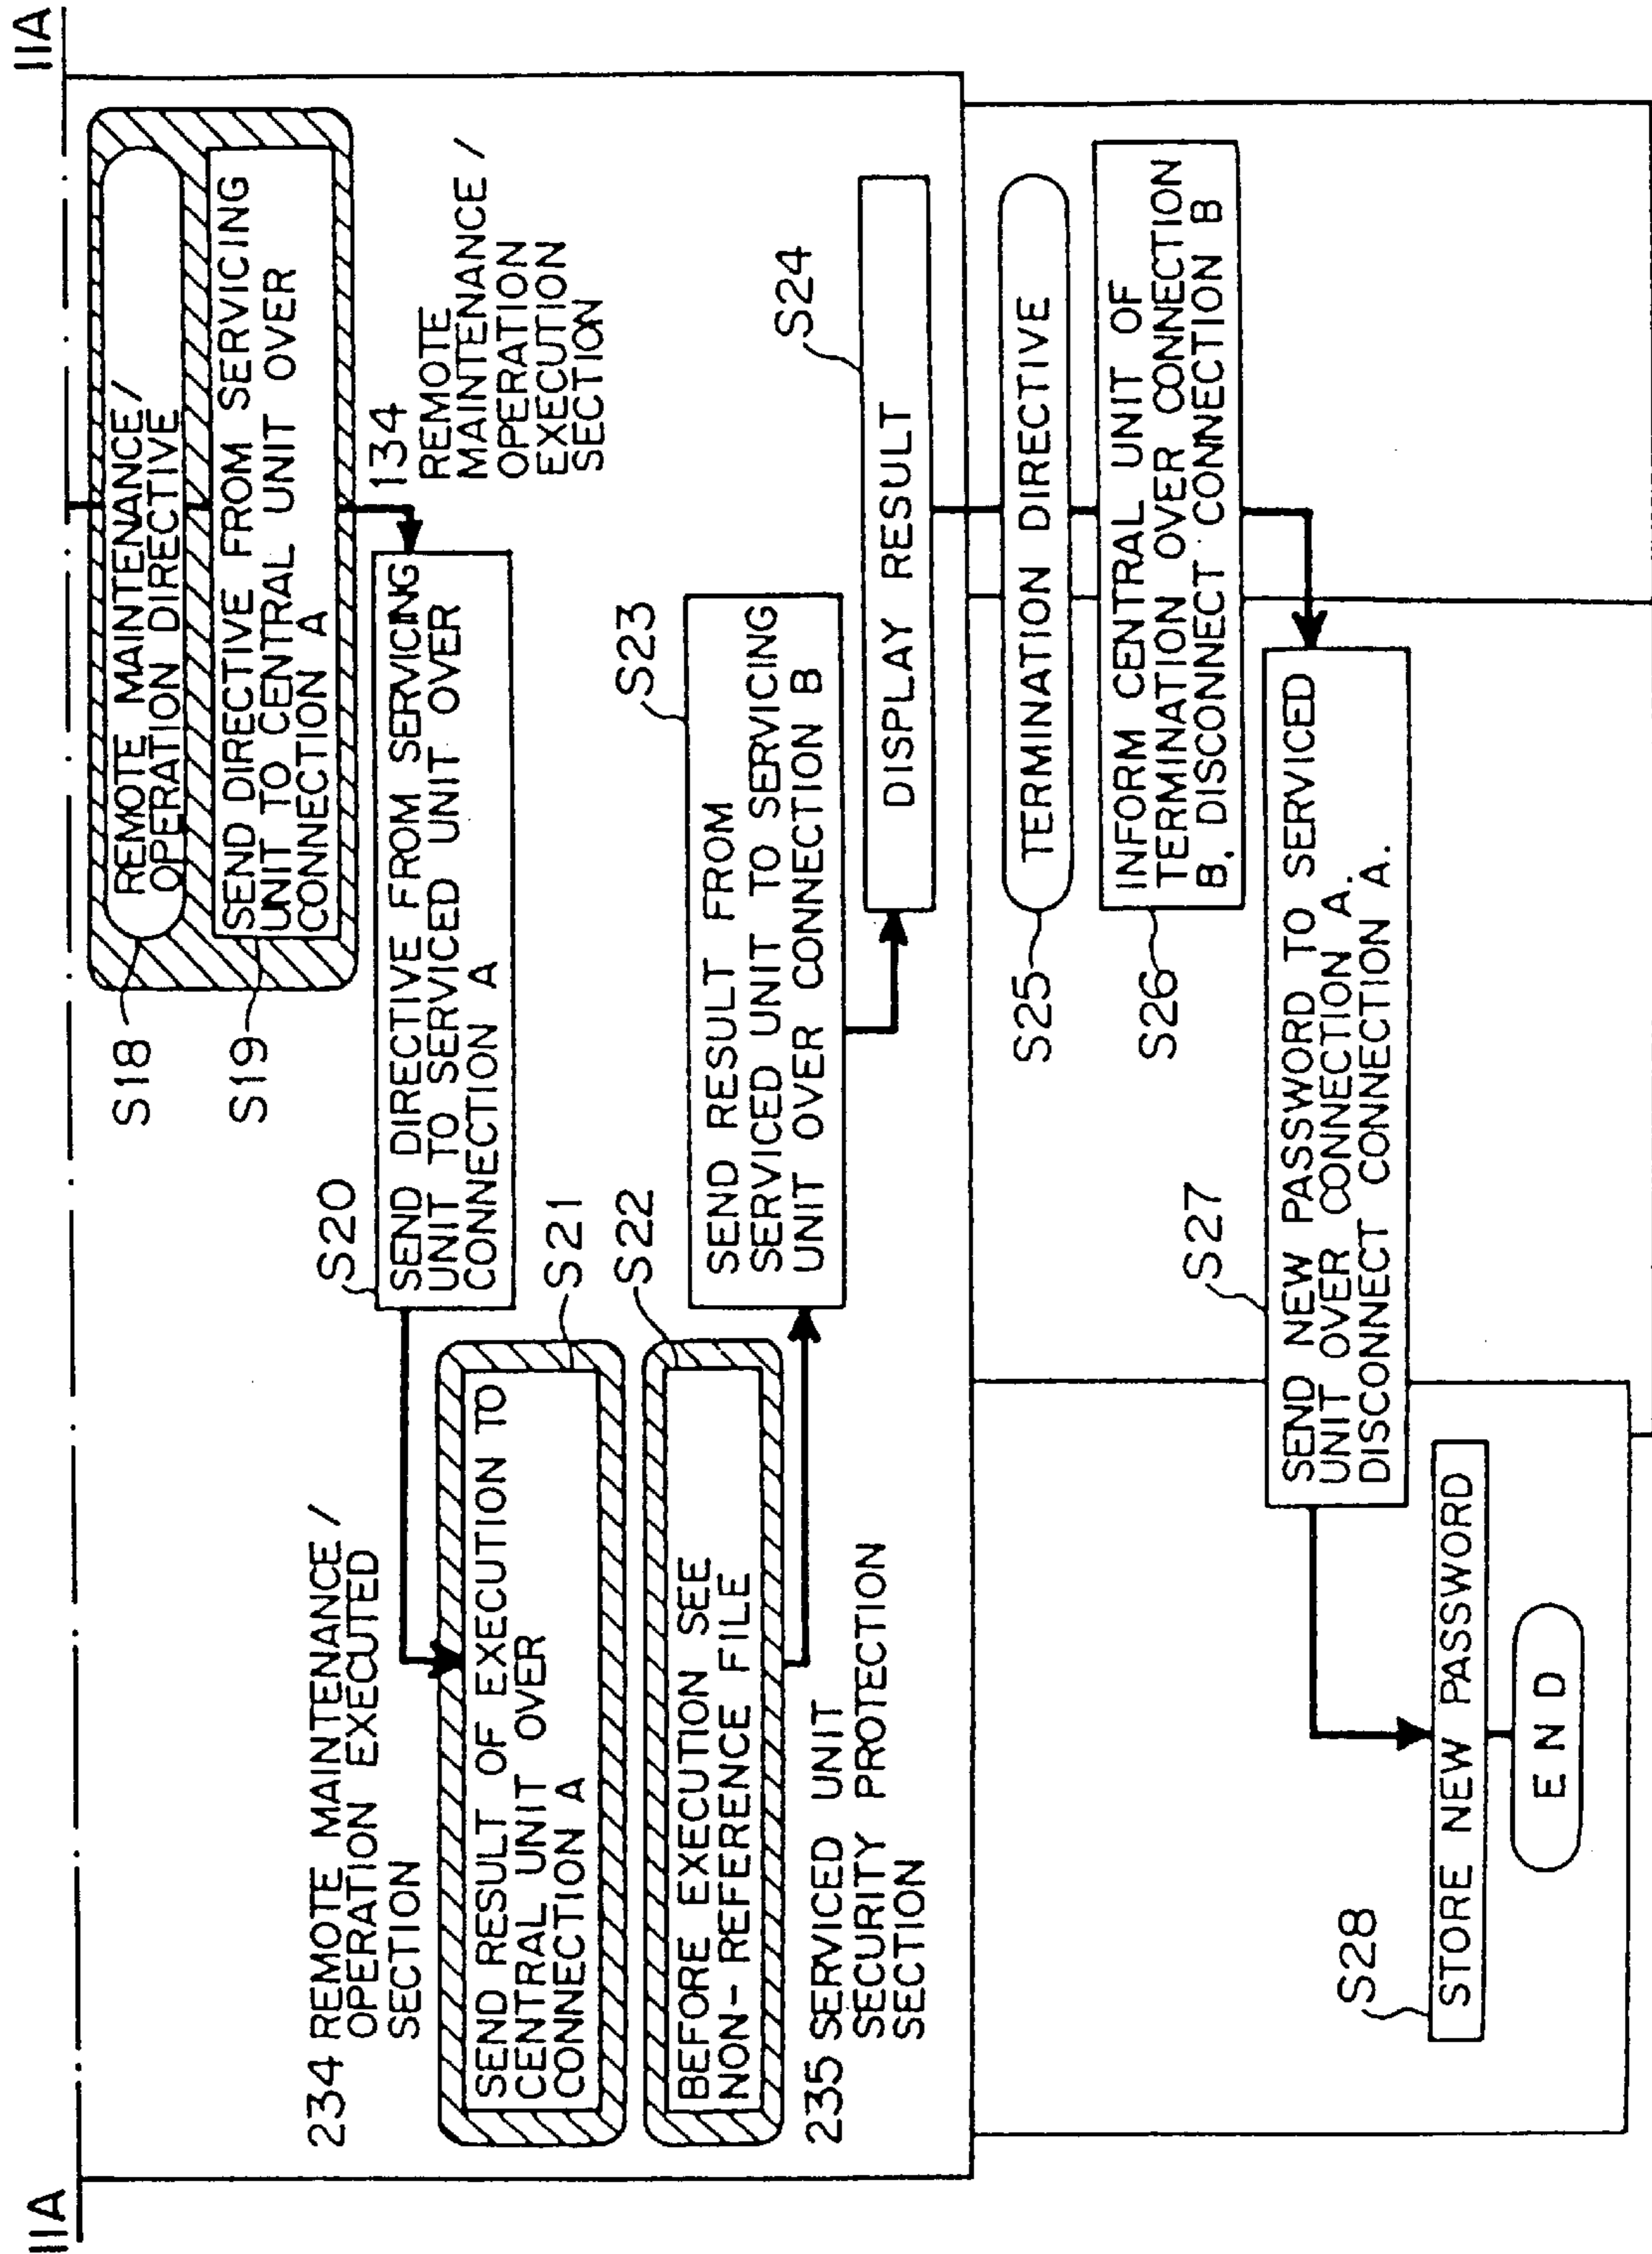 IIA
IIA
REMOTE MAINTENANCE/
OPERATION DIRECTIVE
S18
SEND DIRECTIVE FROM SERVICING
UNIT TO CENTRAL UNIT OVER
CONNECTION A
S19
134
REMOTE
MAINTENANCE /
OPERATION
EXECUTION
SECTION
S20
SEND DIRECTIVE FROM SERVICING
UNIT TO SERVICED UNIT OVER
CONNECTION A
234 REMOTE MAINTENANCE /
OPERATION EXECUTED
SECTION
S21
SEND RESULT OF EXECUTION TO
CENTRAL UNIT OVER
CONNECTION A
S22
BEFORE EXECUTION SEE
NON-REFERENCE FILE
235 SERVICED UNIT
SECURITY PROTECTION
SECTION
S23
SEND RESULT FROM
SERVICED UNIT TO SERVICING
UNIT OVER CONNECTION B
S24
DISPLAY RESULT
S25
TERMINATION DIRECTIVE
S26
INFORM CENTRAL UNIT OF
TERMINATION OVER CONNECTION
B. DISCONNECT CONNECTION B
S27
SEND NEW PASSWORD TO SERVICED
UNIT OVER CONNECTION A.
DISCONNECT CONNECTION A.
S28
STORE NEW PASSWORD
END